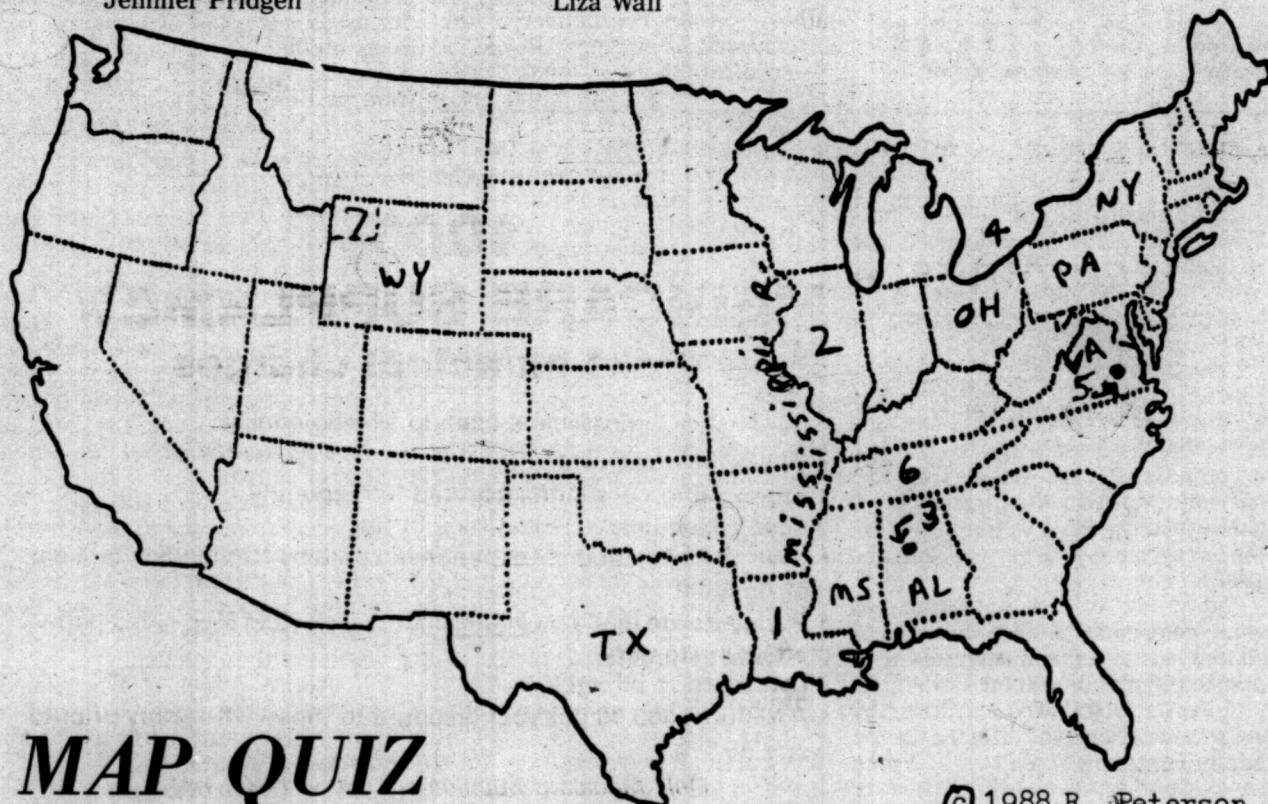 Jennifer Pridgen
Liza Wall
NY
4
7
PA
WY
OH
2
VA
5
Mississippi R.
6
3
5
MS
AL
1
TX
MAP QUIZ
© 1988 R. Peterson